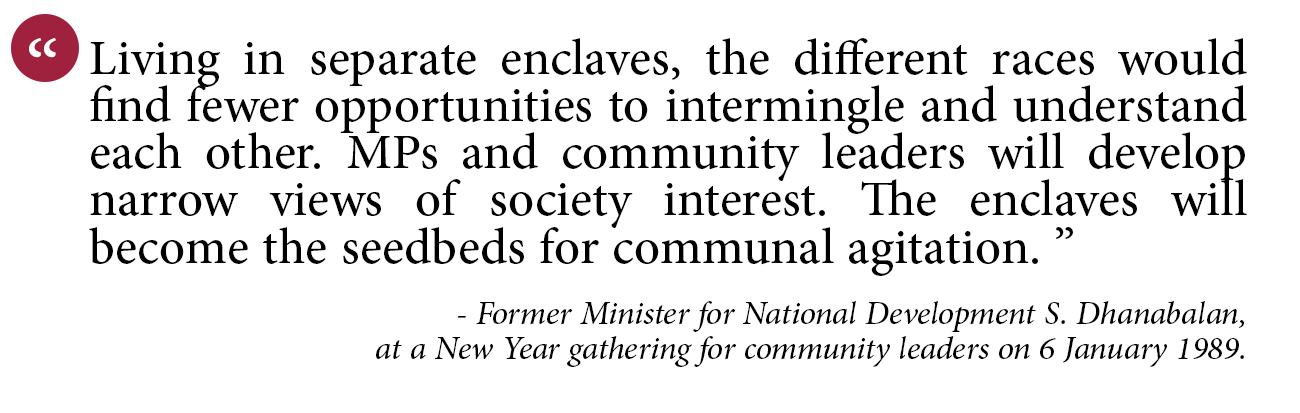 “ Living in separate enclaves, the different races would
find fewer opportunities to intermingle and understand
each other. MPs and community leaders will develop
narrow views of society interest. The enclaves will
become the seedbeds for communal agitation. ”
- Former Minister for National Development S. Dhanabalan,
at a New Year gathering for community leaders on 6 January 1989.